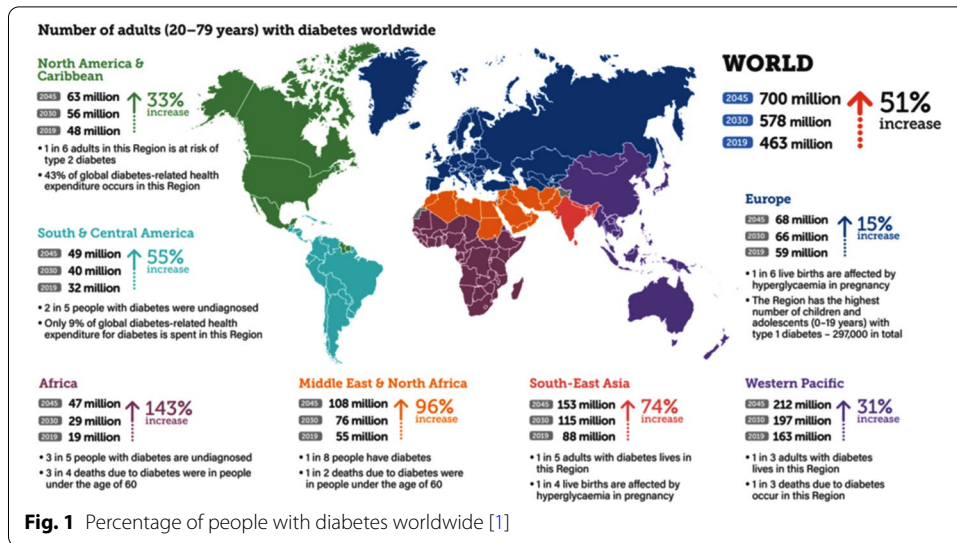 Number of adults (20–79 years) with diabetes worldwide
North America &
Caribbean
2045 63 million
2030 56 million
2019 48 million
33%
increase
• 1 in 6 adults in this Region is at risk of
type 2 diabetes
• 43% of global diabetes-related health
expenditure occurs in this Region
South & Central America
2045 49 million
2030 40 million
2019 32 million
55%
increase
• 2 in 5 people with diabetes were undiagnosed
• Only 9% of global diabetes-related health
expenditure for diabetes is spent in this Region
WORLD
2045 700 million
2030 578 million
2019 463 million
51%
increase
Europe
2045 68 million
2030 66 million
2019 59 million
15%
increase
• 1 in 6 live births are affected by
hyperglycaemia in pregnancy
• The Region has the highest
number of children and
adolescents (0–19 years) with
type 1 diabetes – 297,000 in total
Africa
2045 47 million
2030 29 million
2019 19 million
143%
increase
• 3 in 5 people with diabetes are undiagnosed
• 3 in 4 deaths due to diabetes were in people
under the age of 60
Middle East & North Africa
2045 108 million
2030 76 million
2019 55 million
96%
increase
• 1 in 8 people have diabetes
• 1 in 2 deaths due to diabetes were
in people under the age of 60
South-East Asia
2045 153 million
2030 115 million
2019 88 million
74%
increase
• 1 in 5 adults with diabetes lives in
this Region
• 1 in 4 live births are affected by
hyperglycaemia in pregnancy
Western Pacific
2045 212 million
2030 197 million
2019 163 million
31%
increase
• 1 in 3 adults with diabetes
lives in this Region
• 1 in 3 deaths due to diabetes
occur in this Region
Fig. 1 Percentage of people with diabetes worldwide [1]